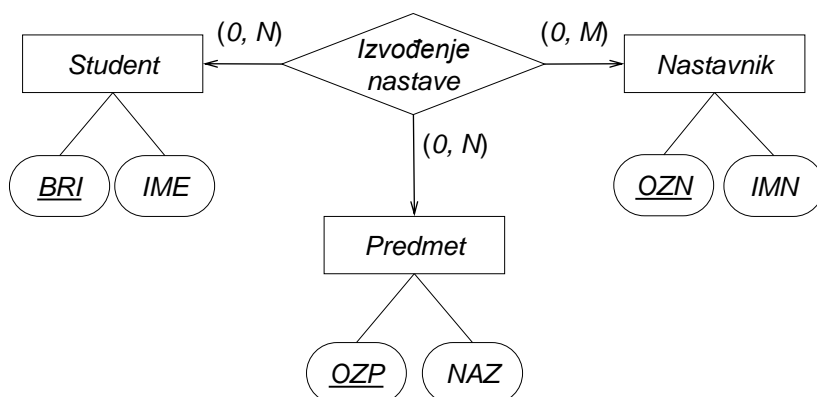 (0, N)
Izvođenje
nastave
(0, M)
Student
Nastavnik
(0, N)
BRI
IME
OZN
IMN
Predmet
OZP
NAZ